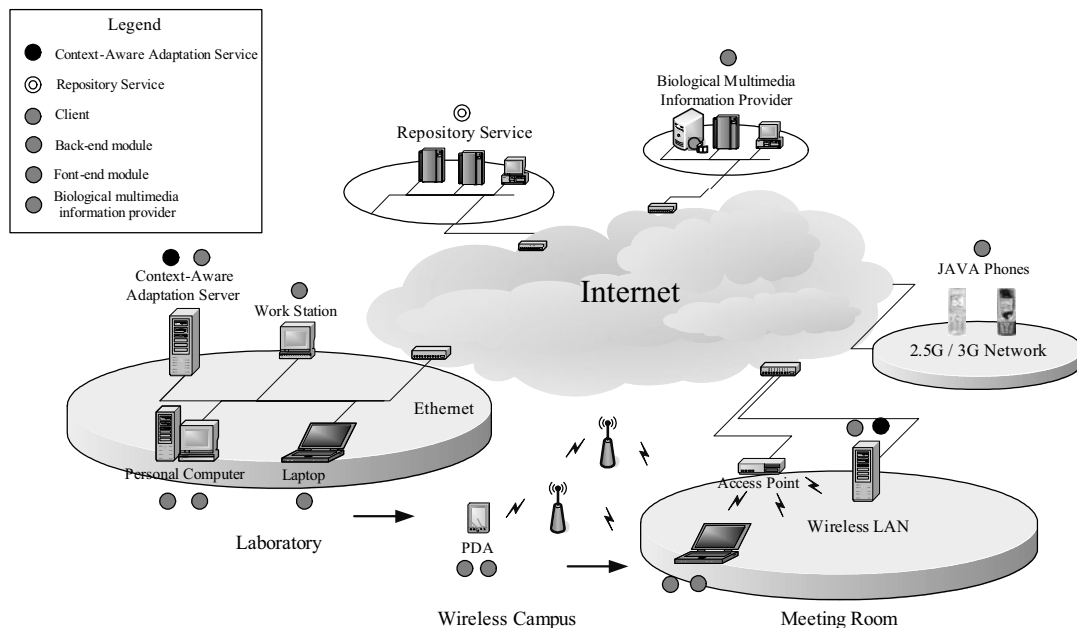 Legend
Context-Aware Adaptation Service
Repository Service
Client
Back-end module
Font-end module
Biological multimedia
information provider
Biological Multimedia
Information Provider
Repository Service
Context-Aware
Adaptation Server
Work Station
Internet
JAVA Phones
2.5G / 3G Network
Ethernet
Personal Computer
Laptop
Access Point
Wireless LAN
Laboratory
PDA
Wireless Campus
Meeting Room